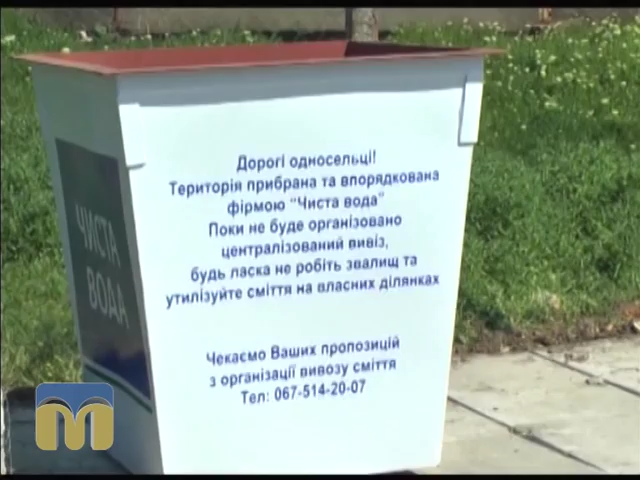 Дорогі односельці!
Територія прибрана та впорядкована
фірмою "Чиста вода"
Поки не буде організовано
централізований вивіз,
будь ласка не робіть звалищ та
утилізуйте сміття на власних ділянках
Чекаємо Ваших пропозицій
з організації вивозу сміття
Тел: 067-514-20-07
ЧИСТА
ВОДА
М